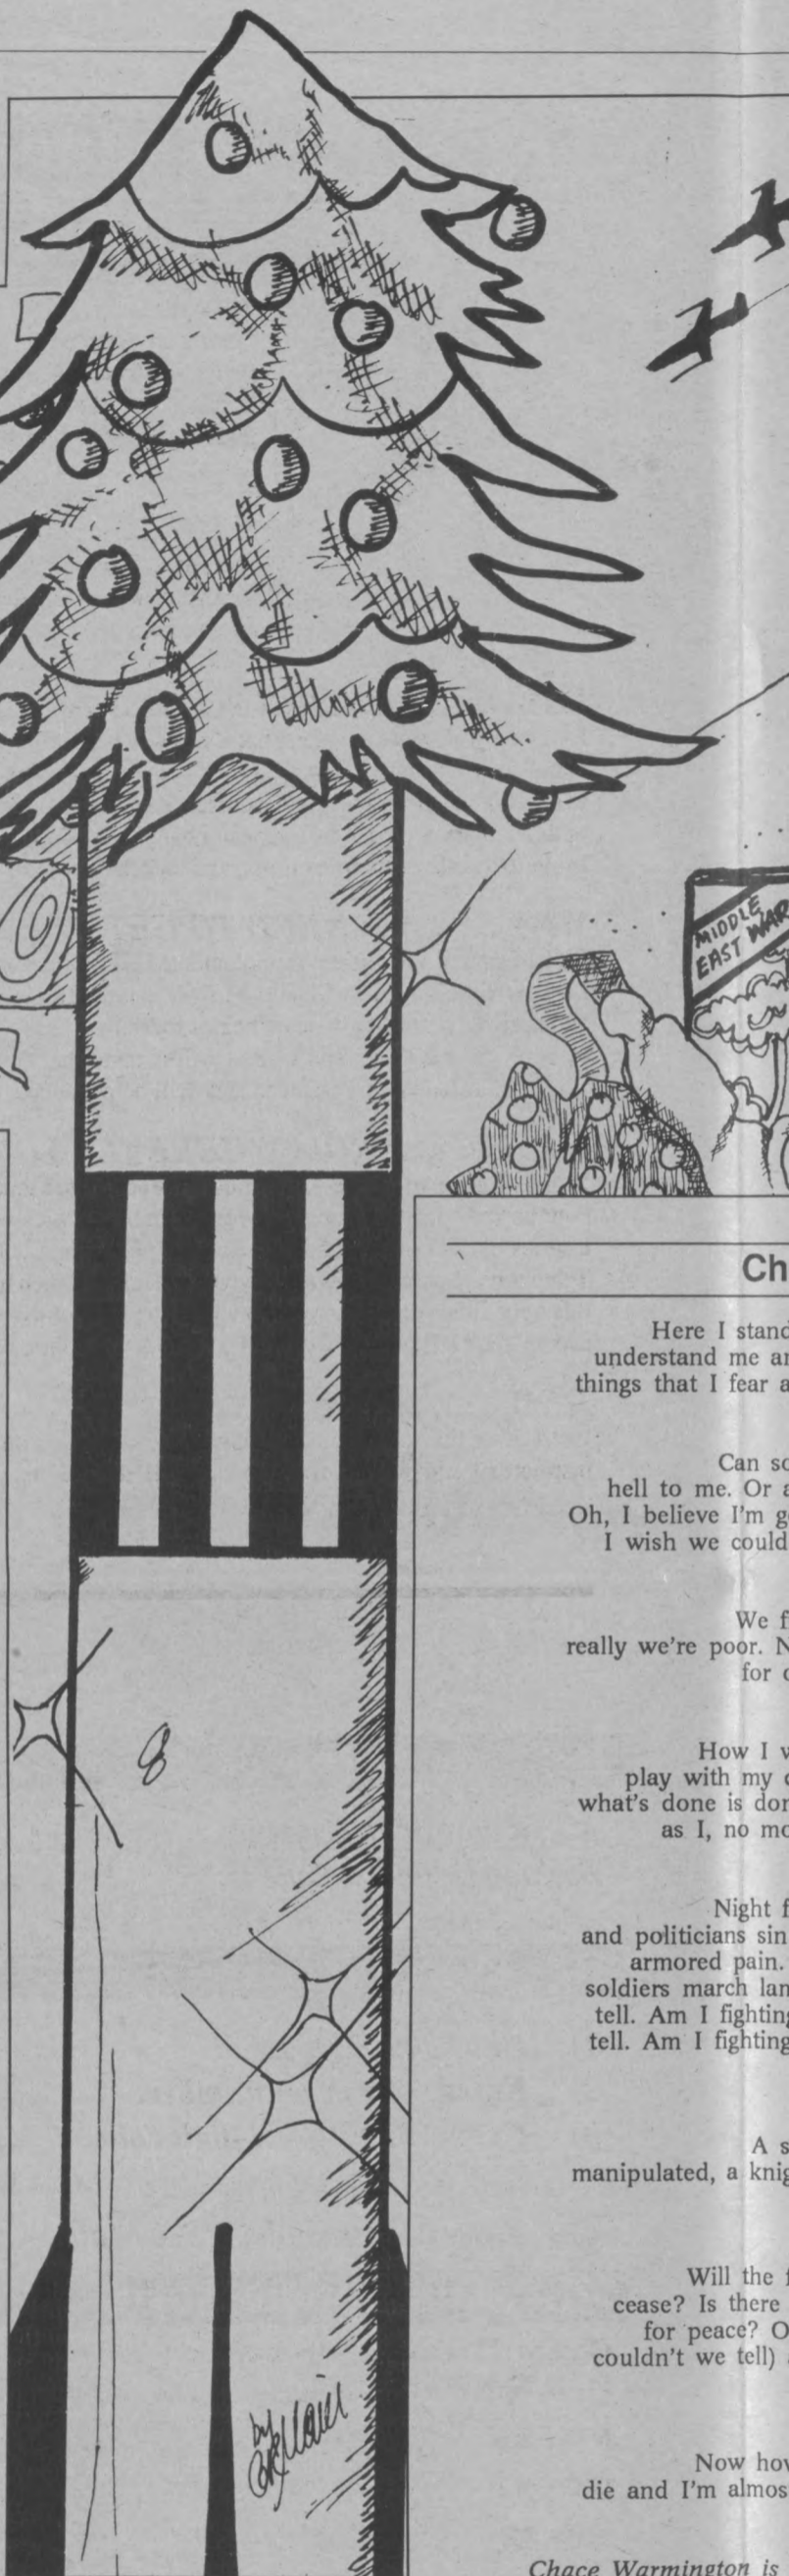 MIDDLE
EAST WAR
Ch
Here I stand
understand me an
things that I fear a
Can so
hell to me. Or a
Oh, I believe I'm g
I wish we could
We f
really we're poor. N
for
How I w
play with my
what's done is don
as I, no mo
Night f
and politicians sin
armored pain.
soldiers march lan
tell. Am I fighting
tell. Am I fighting
A s
manipulated, a knig
Will the f
cease? Is there
for peace? O
couldn't we tell)
Now how
die and I'm almos
Chace Warmington is
by